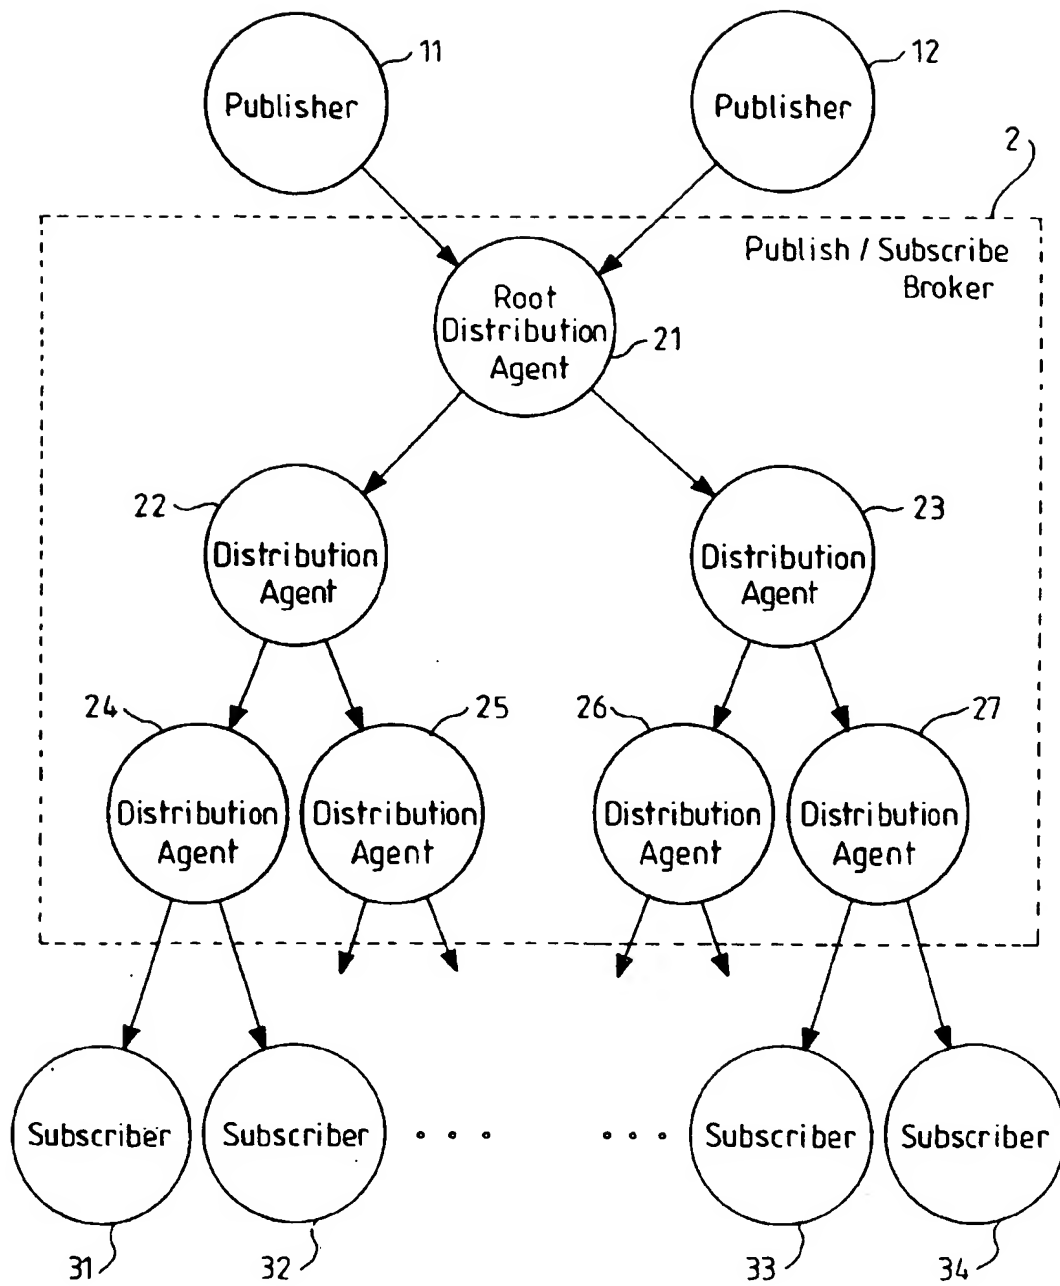 11
12
Publisher
Publisher
2
Publish / Subscribe
Broker
Root
Distribution
Agent
21
22
23
Distribution
Agent
Distribution
Agent
24
25
26
27
Distribution
Agent
Distribution
Agent
Distribution
Agent
Distribution
Agent
Subscriber
Subscriber
Subscriber
Subscriber
31
32
33
34